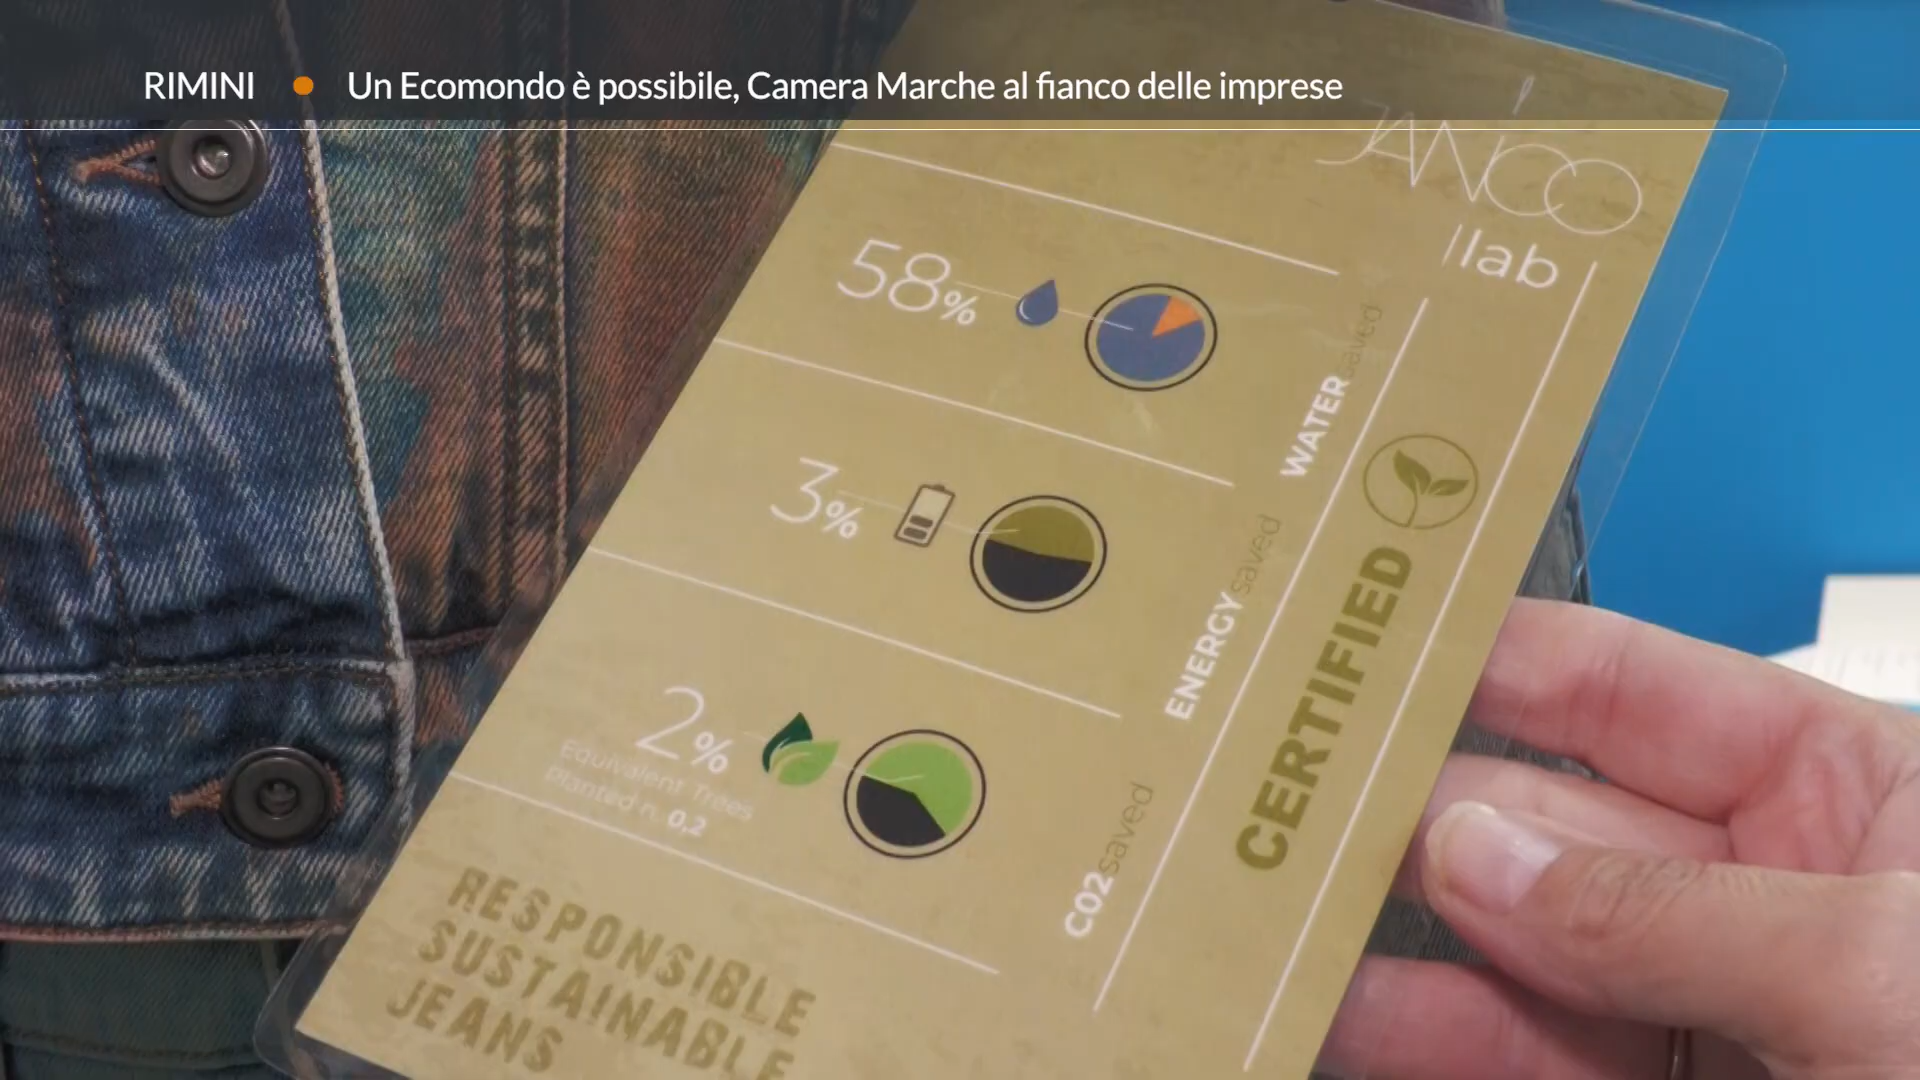 RIMINI • Un Ecomondo è possibile, Camera Marche al fianco delle imprese
JANCO
lab
58%
WATER saved
3%
ENERGY saved
2%
Equivalent Trees
planted n. 0,2
CO2 saved
CERTIFIED
RESPONSIBLE
SUSTAINABLE
JEANS